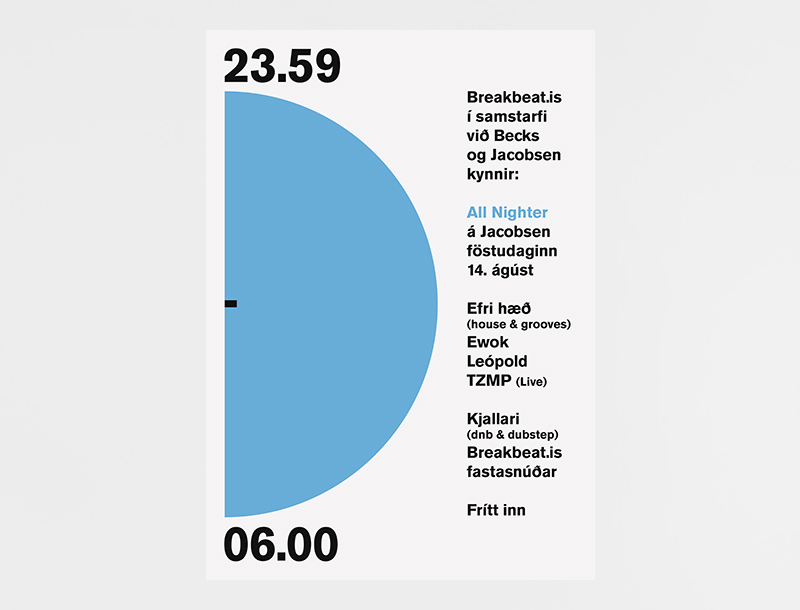 23.59
Breakbeat.is
í samstarfi
við Becks
og Jacobsen
kynnir:
All Nighter
á Jacobsen
föstudaginn
14. ágúst
Efri hæð
(house & grooves)
Ewok
Leópold
TZMP (Live)
Kjallari
(dnb & dubstep)
Breakbeat.is
fastasnúðar
Frítt inn
06.00